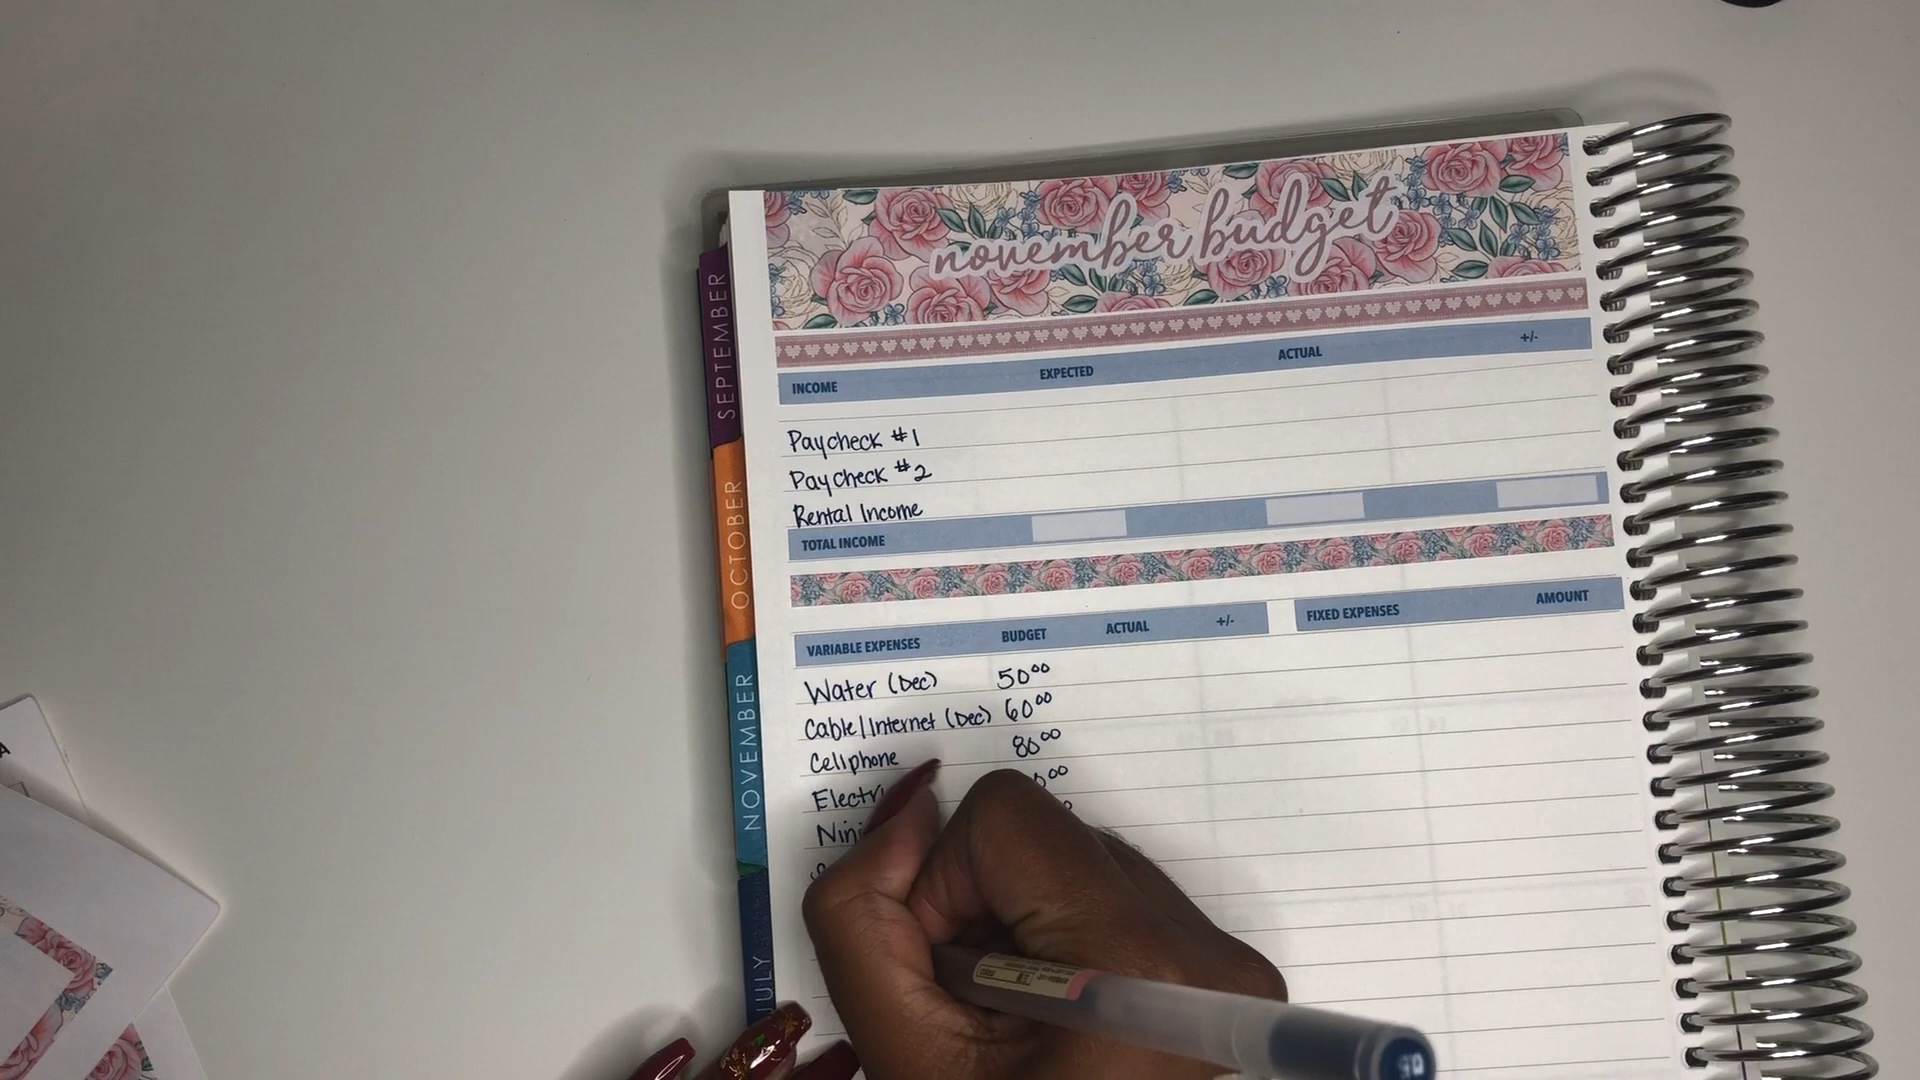 november budget
INCOME EXPECTED ACTUAL +/-
Paycheck #1
Paycheck #2
Rental Income
TOTAL INCOME
VARIABLE EXPENSES BUDGET ACTUAL +/-
FIXED EXPENSES AMOUNT
Water (Dec) 50⁰⁰
Cable/Internet (Dec) 60⁰⁰
Cellphone 80⁰⁰
SEPTEMBER
OCTOBER
NOVEMBER
JULY